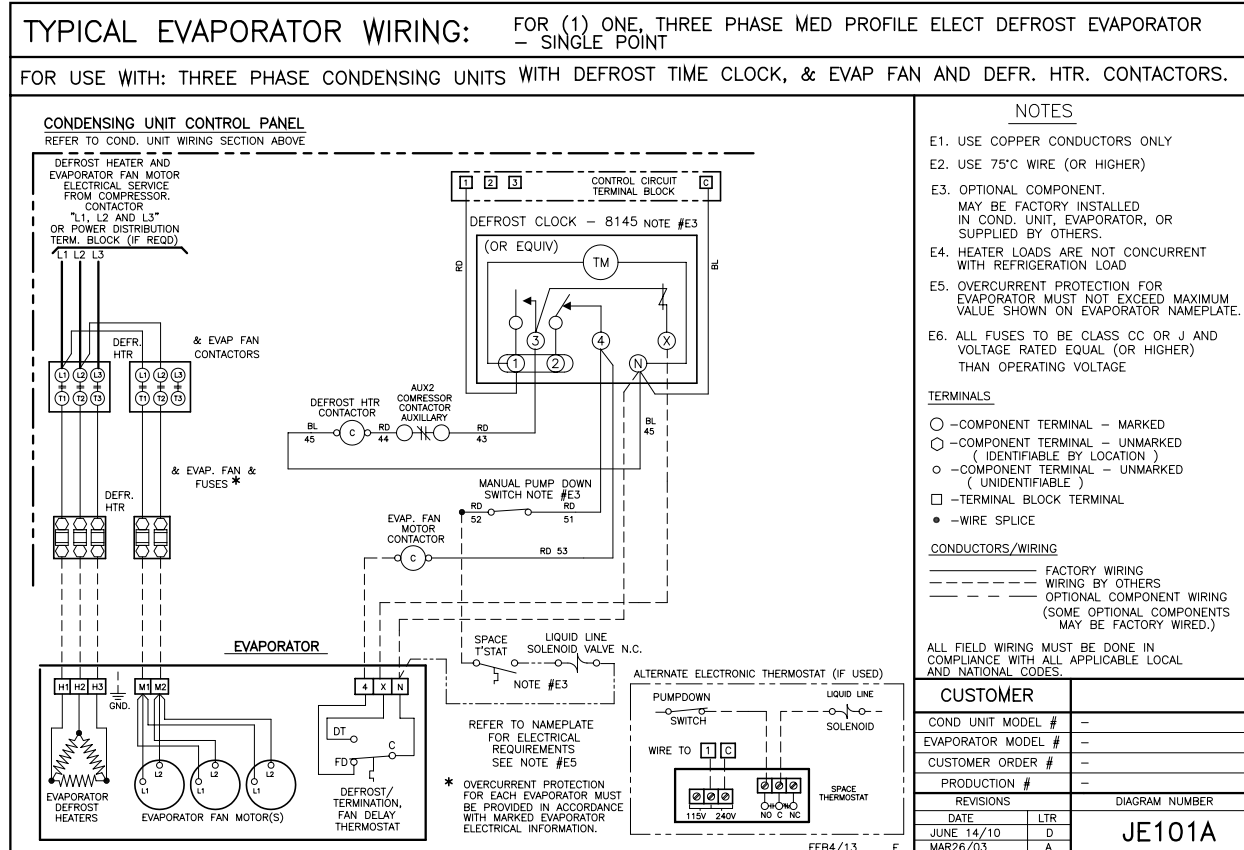 TYPICAL EVAPORATOR WIRING:
FOR (1) ONE, THREE PHASE MED PROFILE ELECT DEFROST EVAPORATOR
– SINGLE POINT
FOR USE WITH: THREE PHASE CONDENSING UNITS WITH DEFROST TIME CLOCK, & EVAP FAN AND DEFR. HTR. CONTACTORS.
CONDENSING UNIT CONTROL PANEL
REFER TO COND. UNIT WIRING SECTION ABOVE
DEFROST HEATER AND
EVAPORATOR FAN MOTOR
ELECTRICAL SERVICE
FROM COMPRESSOR.
CONTACTOR
"L1, L2 AND L3"
OR POWER DISTRIBUTION
TERM. BLOCK (IF REQD)
L1 L2 L3
DEFR.
HTR
& EVAP FAN
CONTACTORS
L1 L2 L3 L1 L2 L3
T1 T2 T3 T1 T2 T3
& EVAP. FAN &
FUSES *
DEFR.
HTR
1 2 3
CONTROL CIRCUIT
TERMINAL BLOCK
C
DEFROST CLOCK – 8145 NOTE #E3
(OR EQUIV)
TM
RD
BL
3 4 X
1 2 N
DEFROST HTR
CONTACTOR
AUX2
COMRESSOR
CONTACTOR
AUXILLARY
BL
45
C
RD
44
RD
43
BL
45
MANUAL PUMP DOWN
SWITCH NOTE #E3
RD
52
RD
51
EVAP. FAN
MOTOR
CONTACTOR
C
RD 53
EVAPORATOR
SPACE
T'STAT
LIQUID LINE
SOLENOID VALVE N.C.
NOTE #E3
H1 H2 H3
GND.
M1 M2
4 X N
DT
C
FD
L2 L2 L2
L1 L1 L1
EVAPORATOR
DEFROST
HEATERS
EVAPORATOR FAN MOTOR(S)
DEFROST/
TERMINATION,
FAN DELAY
THERMOSTAT
REFER TO NAMEPLATE
FOR ELECTRICAL
REQUIREMENTS
SEE NOTE #E5
* OVERCURRENT PROTECTION
FOR EACH EVAPORATOR MUST
BE PROVIDED IN ACCORDANCE
WITH MARKED EVAPORATOR
ELECTRICAL INFORMATION.
ALTERNATE ELECTRONIC THERMOSTAT (IF USED)
PUMPDOWN
SWITCH
LIQUID LINE
SOLENOID
WIRE TO 1 C
115V 240V
NO C NC
SPACE
THERMOSTAT
FEB4/13 E
NOTES
E1. USE COPPER CONDUCTORS ONLY
E2. USE 75°C WIRE (OR HIGHER)
E3. OPTIONAL COMPONENT.
MAY BE FACTORY INSTALLED
IN COND. UNIT, EVAPORATOR, OR
SUPPLIED BY OTHERS.
E4. HEATER LOADS ARE NOT CONCURRENT
WITH REFRIGERATION LOAD
E5. OVERCURRENT PROTECTION FOR
EVAPORATOR MUST NOT EXCEED MAXIMUM
VALUE SHOWN ON EVAPORATOR NAMEPLATE.
E6. ALL FUSES TO BE CLASS CC OR J AND
VOLTAGE RATED EQUAL (OR HIGHER)
THAN OPERATING VOLTAGE
TERMINALS
–COMPONENT TERMINAL – MARKED
–COMPONENT TERMINAL – UNMARKED
( IDENTIFIABLE BY LOCATION )
–COMPONENT TERMINAL – UNMARKED
( UNIDENTIFIABLE )
–TERMINAL BLOCK TERMINAL
–WIRE SPLICE
CONDUCTORS/WIRING
FACTORY WIRING
WIRING BY OTHERS
OPTIONAL COMPONENT WIRING
(SOME OPTIONAL COMPONENTS
MAY BE FACTORY WIRED.)
ALL FIELD WIRING MUST BE DONE IN
COMPLIANCE WITH ALL APPLICABLE LOCAL
AND NATIONAL CODES.
CUSTOMER
COND UNIT MODEL # –
EVAPORATOR MODEL # –
CUSTOMER ORDER # –
PRODUCTION # –
REVISIONS
DIAGRAM NUMBER
DATE LTR
JUNE 14/10 D
MAR26/03 A
JE101A